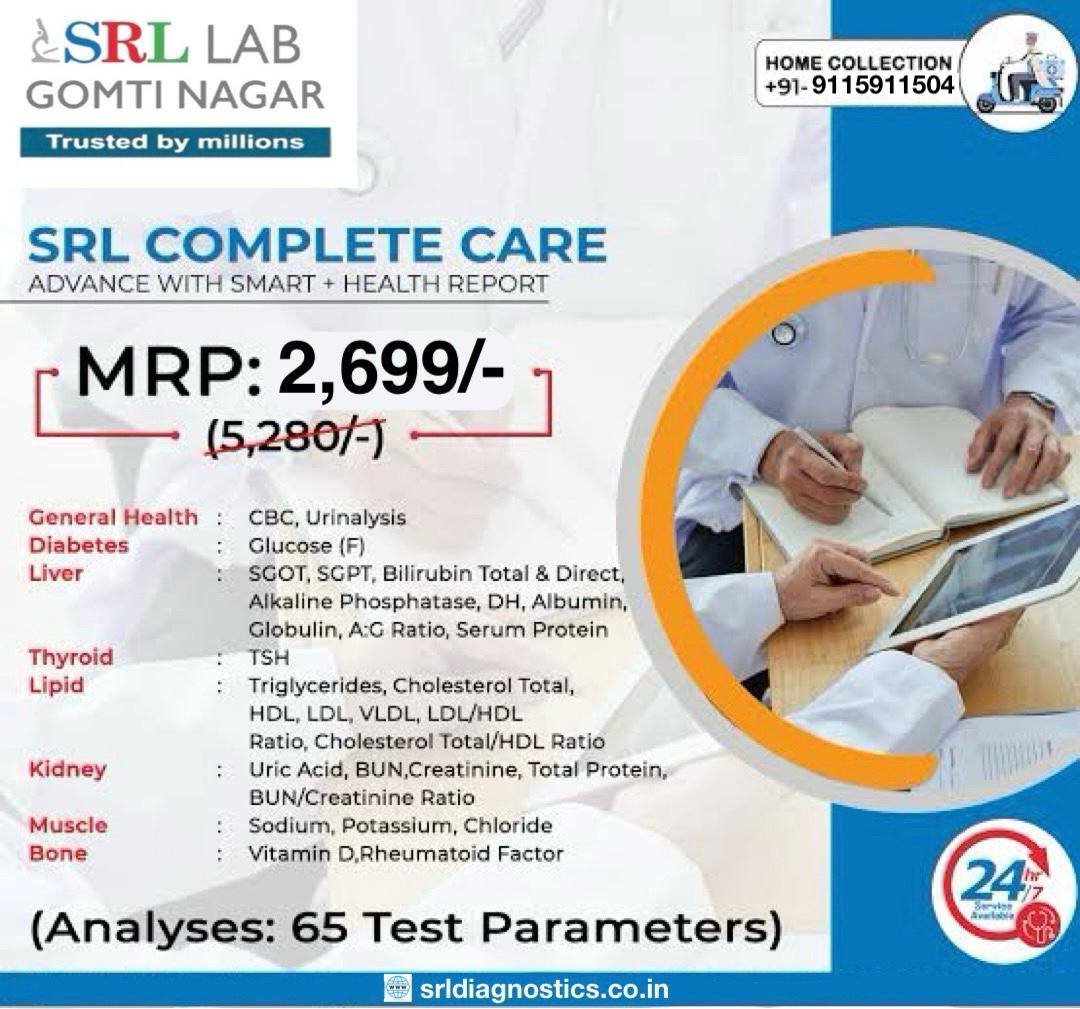 SRL LAB
GOMTI NAGAR
Trusted by millions
HOME COLLECTION
+91- 9115911504
SRL COMPLETE CARE
ADVANCE WITH SMART + HEALTH REPORT
MRP: 2,699/-
(5,280/-)
General Health : CBC, Urinalysis
Diabetes : Glucose (F)
Liver : SGOT, SGPT, Bilirubin Total & Direct,
Alkaline Phosphatase, DH, Albumin,
Globulin, A:G Ratio, Serum Protein
Thyroid : TSH
Lipid : Triglycerides, Cholesterol Total,
HDL, LDL, VLDL, LDL/HDL
Ratio, Cholesterol Total/HDL Ratio
Kidney : Uric Acid, BUN,Creatinine, Total Protein,
BUN/Creatinine Ratio
Muscle : Sodium, Potassium, Chloride
Bone : Vitamin D,Rheumatoid Factor
24hr/7
Service
Available
(Analyses: 65 Test Parameters)
srldiagnostics.co.in